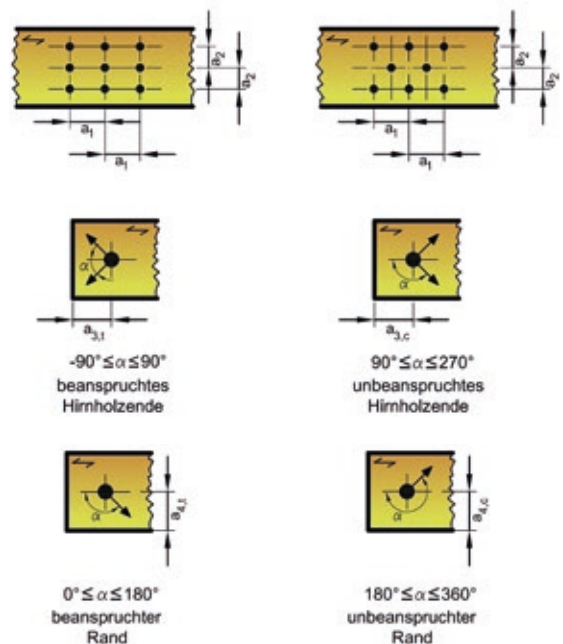 a₂
a₂
a₁
a₁
a₂
a₂
a₁
a₁
α
a₃,t
-90°≤α≤90°
beanspruchtes
Hirnholzende
α
a₃,c
90°≤α≤270°
unbeanspruchtes
Hirnholzende
α
a₄,t
0°≤α≤180°
beanspruchter
Rand
α
a₄,c
180°≤α≤360°
unbeanspruchter
Rand